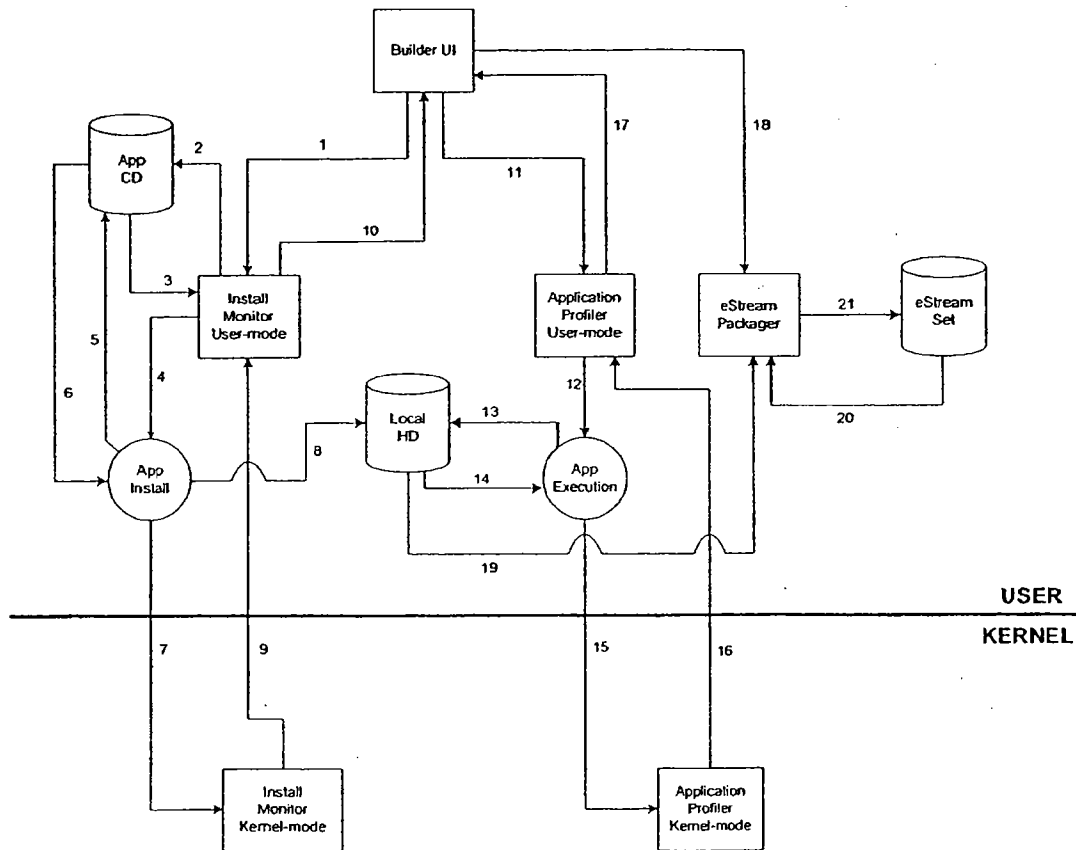 Builder UI
App
CD
2
1
11
17
18
10
3
Install
Monitor
User-mode
Application
Profiler
User-mode
eStream
Packager
21
eStream
Set
5
6
4
12
20
Local
HD
13
8
14
App
Install
App
Execution
19
USER
KERNEL
7
9
15
16
Install
Monitor
Kernel-mode
Application
Profiler
Kernel-mode